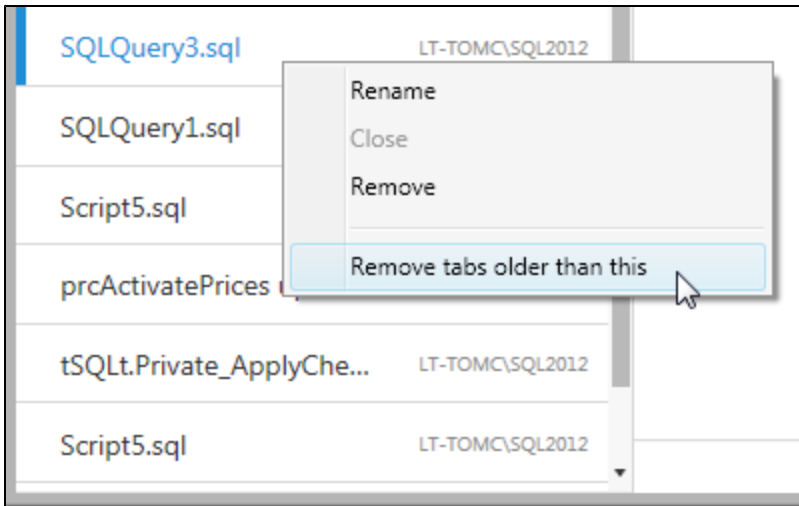 SQLQuery3.sql LT-TOMC\SQL2012
Rename
SQLQuery1.sql
Close
Remove
Script5.sql
Remove tabs older than this
prcActivatePrices
tSQLt.Private_ApplyChe... LT-TOMC\SQL2012
Script5.sql LT-TOMC\SQL2012